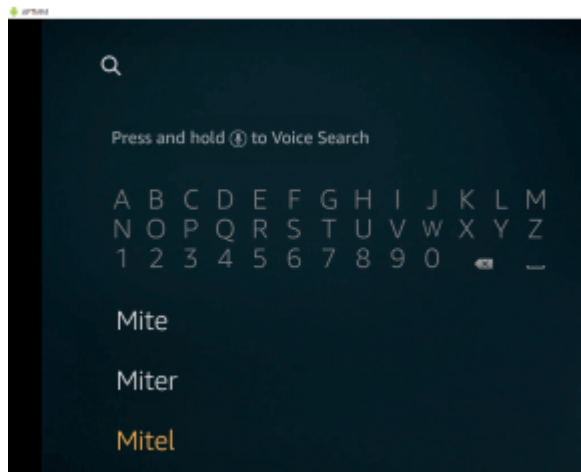 Press and hold to Voice Search
A B C D E F G H I J K L M
N O P Q R S T U V W X Y Z
1 2 3 4 5 6 7 8 9 0
Mite
Miter
Mitel